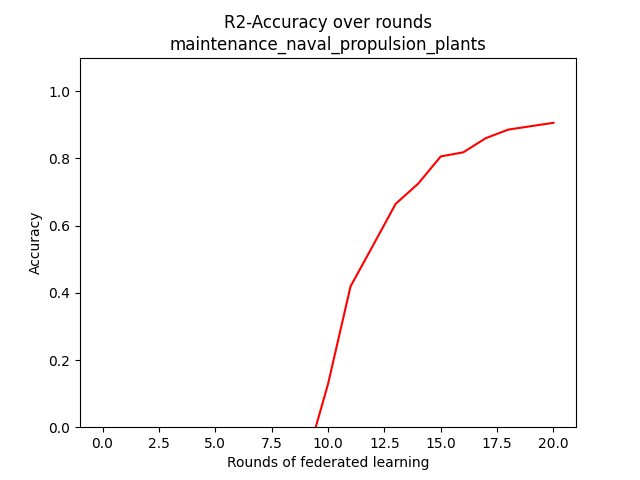 R2-Accuracy over rounds
maintenance_naval_propulsion_plants
1.0
0.8
0.6
0.4
0.2
0.0
Accuracy
0.0 2.5 5.0 7.5 10.0 12.5 15.0 17.5 20.0
Rounds of federated learning